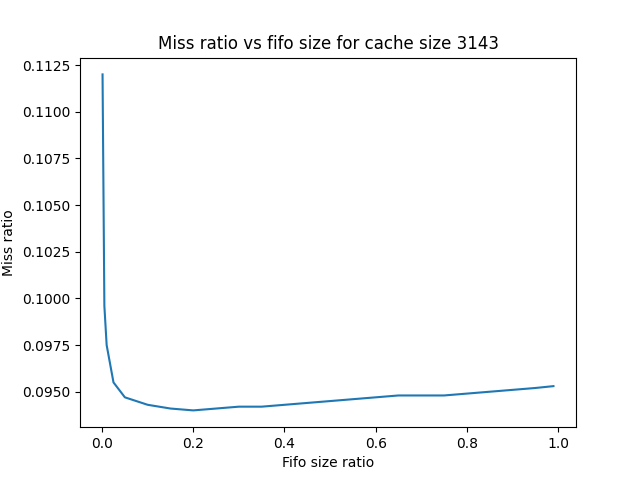 Miss ratio vs fifo size for cache size 3143
0.1125
0.1100
0.1075
0.1050
0.1025
0.1000
0.0975
0.0950
Miss ratio
0.0 0.2 0.4 0.6 0.8 1.0
Fifo size ratio